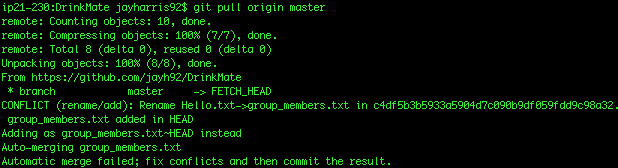 ip21-230:DrinkMate jayharris92$ git pull origin master
remote: Counting objects: 10, done.
remote: Compressing objects: 100% (7/7), done.
remote: Total 8 (delta 0), reused 0 (delta 0)
Unpacking objects: 100% (8/8), done.
From https://github.com/jayh92/DrinkMate
 * branch            master     -> FETCH_HEAD
CONFLICT (rename/add): Rename Hello.txt->group_members.txt in c4df5b3b5933a5904d7c090b9df059fdd9c98a32.
 group_members.txt added in HEAD
Adding as group_members.txt~HEAD instead
Auto-merging group_members.txt
Automatic merge failed; fix conflicts and then commit the result.